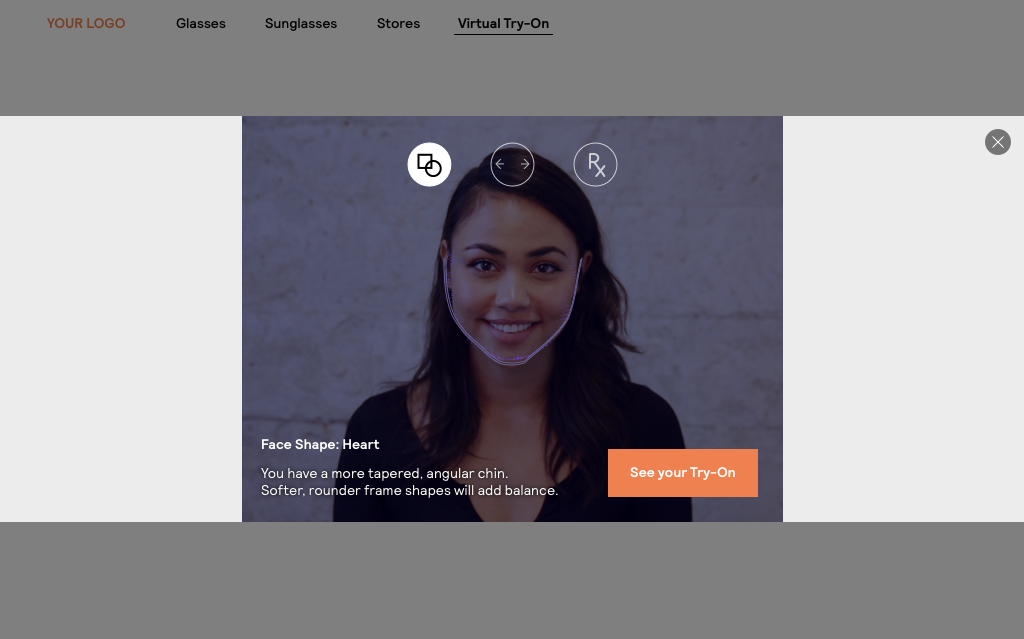 YOUR LOGO Glasses Sunglasses Stores Virtual Try-On
Rx
Face Shape: Heart
You have a more tapered, angular chin.
Softer, rounder frame shapes will add balance.
See your Try-On